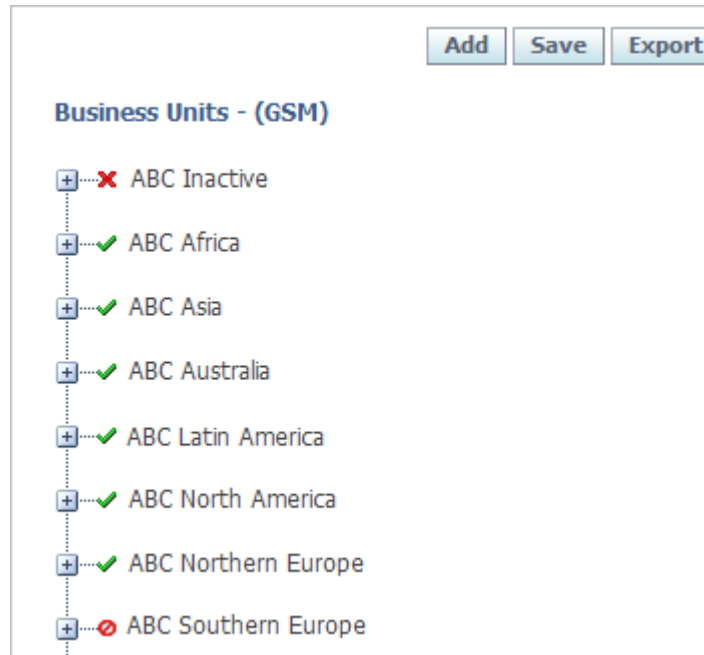 Add Save Export
Business Units - (GSM)
ABC Inactive
ABC Africa
ABC Asia
ABC Australia
ABC Latin America
ABC North America
ABC Northern Europe
ABC Southern Europe